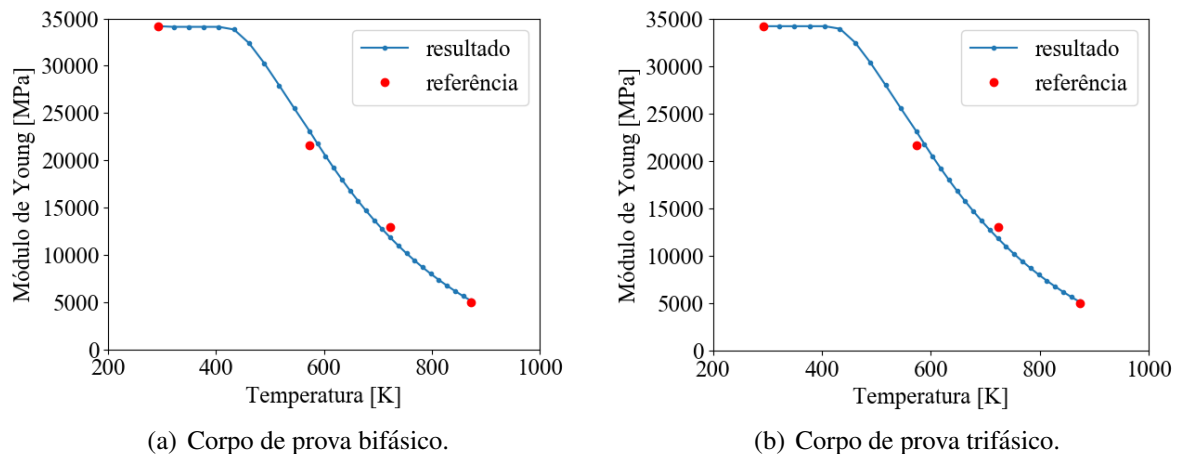 35000
30000
25000
20000
15000
10000
5000
0
Módulo de Young [MPa]
resultado
referência
200
400
600
800
1000
Temperatura [K]
(a) Corpo de prova bifásico.
35000
30000
25000
20000
15000
10000
5000
0
Módulo de Young [MPa]
resultado
referência
200
400
600
800
1000
Temperatura [K]
(b) Corpo de prova trifásico.